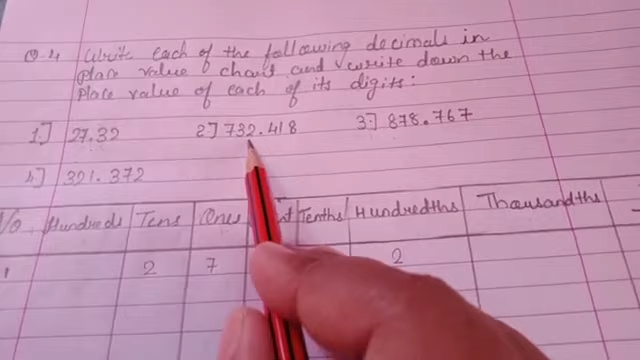 Q.4 Write each of the following decimals in
place value chart and write down the
place value of each of its digits:
1.] 27.32 2.] 732.418 3.] 878.767
4.] 321.372
No. Hundreds Tens Ones Tenths Hundredths Thousandths
1 2 7 2